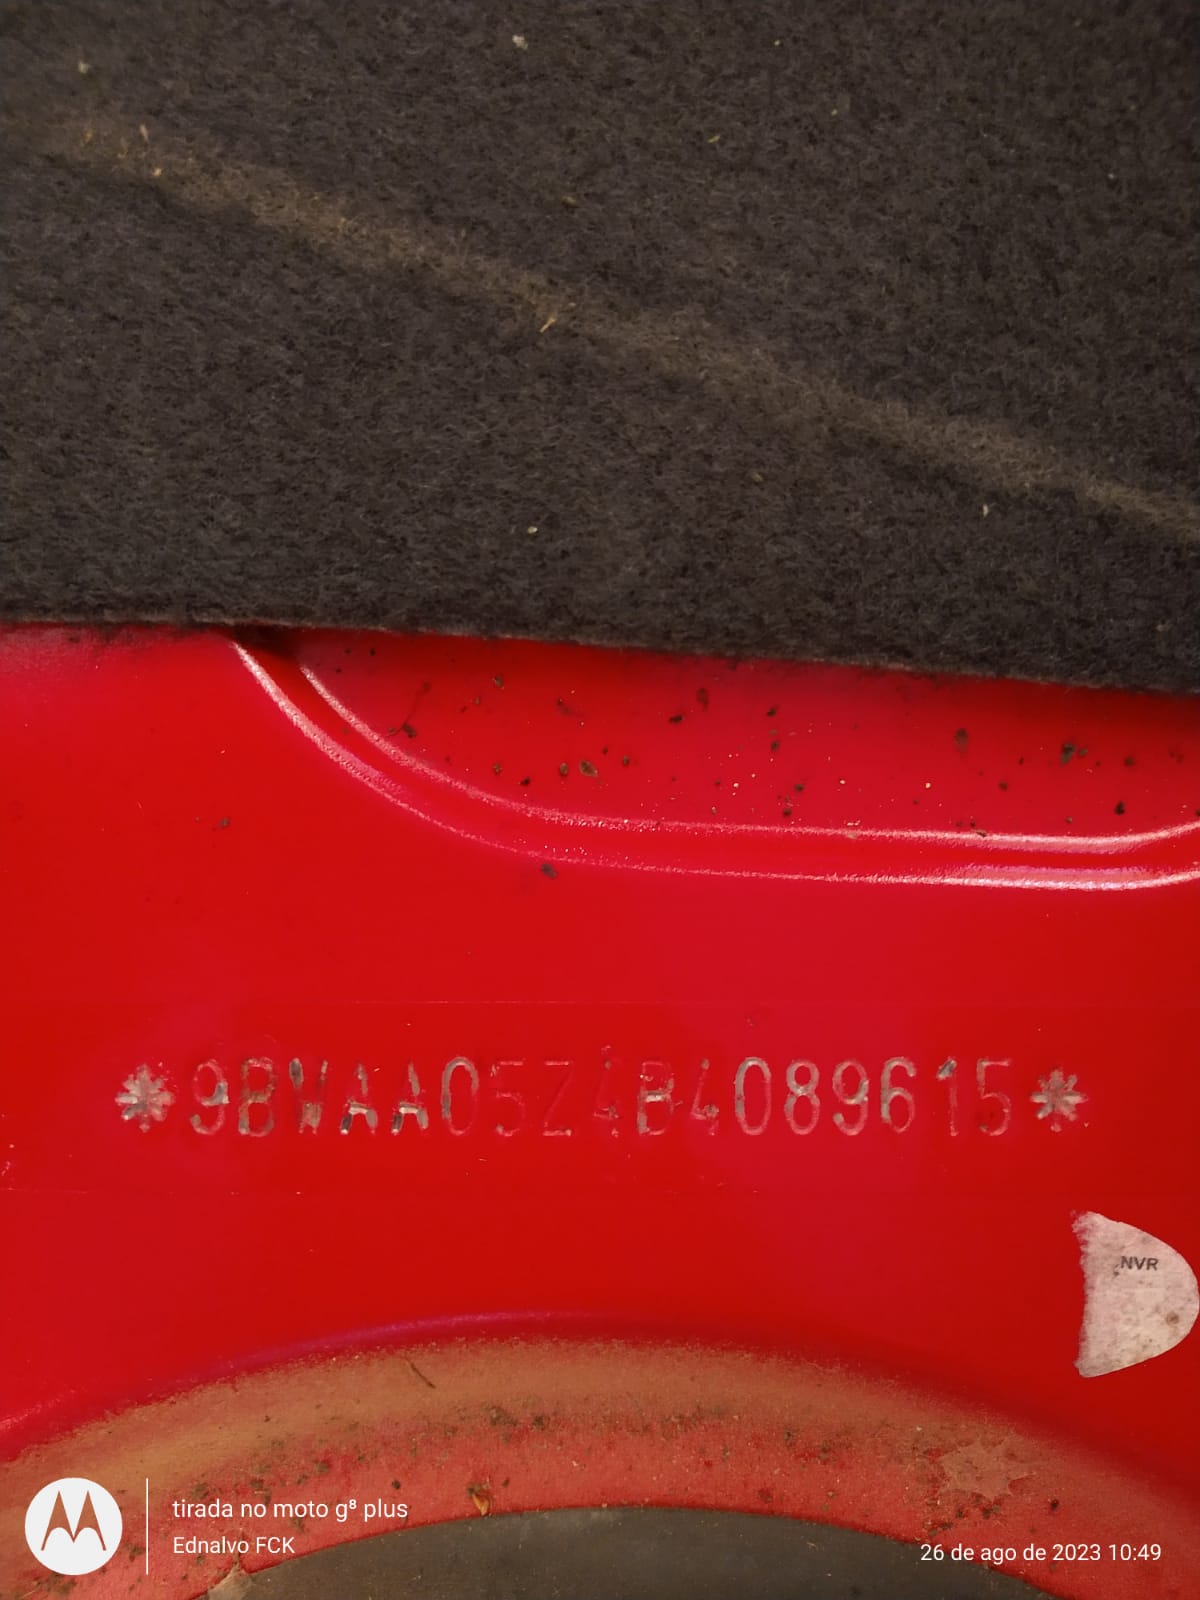 *9BWAA05Z4B4089615*
NVR
tirada no moto g⁸ plus
Ednalvo FCK
26 de ago de 2023 10:49